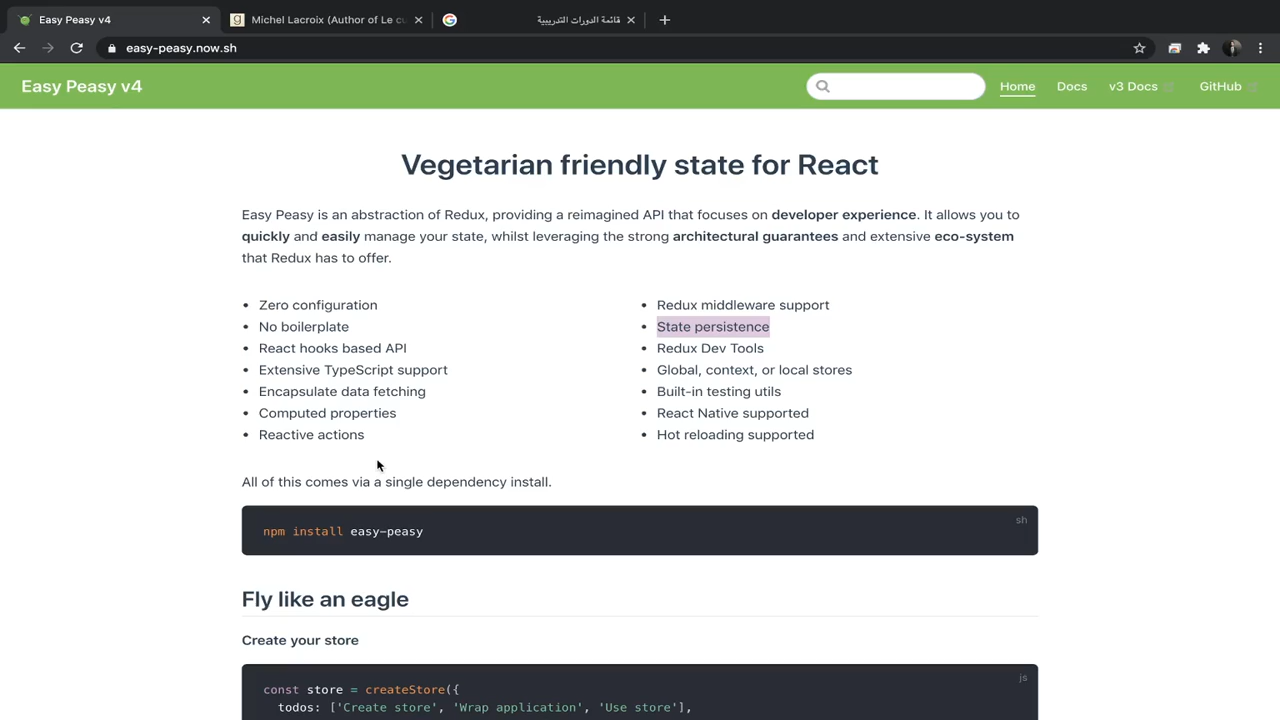 Easy Peasy v4
Michel Lacroix (Author of Le cu
قائمة الدورات التدريبية
easy-peasy.now.sh
Easy Peasy v4
Home
Docs
v3 Docs
GitHub
Vegetarian friendly state for React
Easy Peasy is an abstraction of Redux, providing a reimagined API that focuses on developer experience. It allows you to
quickly and easily manage your state, whilst leveraging the strong architectural guarantees and extensive eco-system
that Redux has to offer.
• Zero configuration
• No boilerplate
• React hooks based API
• Extensive TypeScript support
• Encapsulate data fetching
• Computed properties
• Reactive actions
• Redux middleware support
• State persistence
• Redux Dev Tools
• Global, context, or local stores
• Built-in testing utils
• React Native supported
• Hot reloading supported
All of this comes via a single dependency install.
sh
npm install easy-peasy
Fly like an eagle
Create your store
js
const store = createStore({
todos: ['Create store', 'Wrap application', 'Use store'],